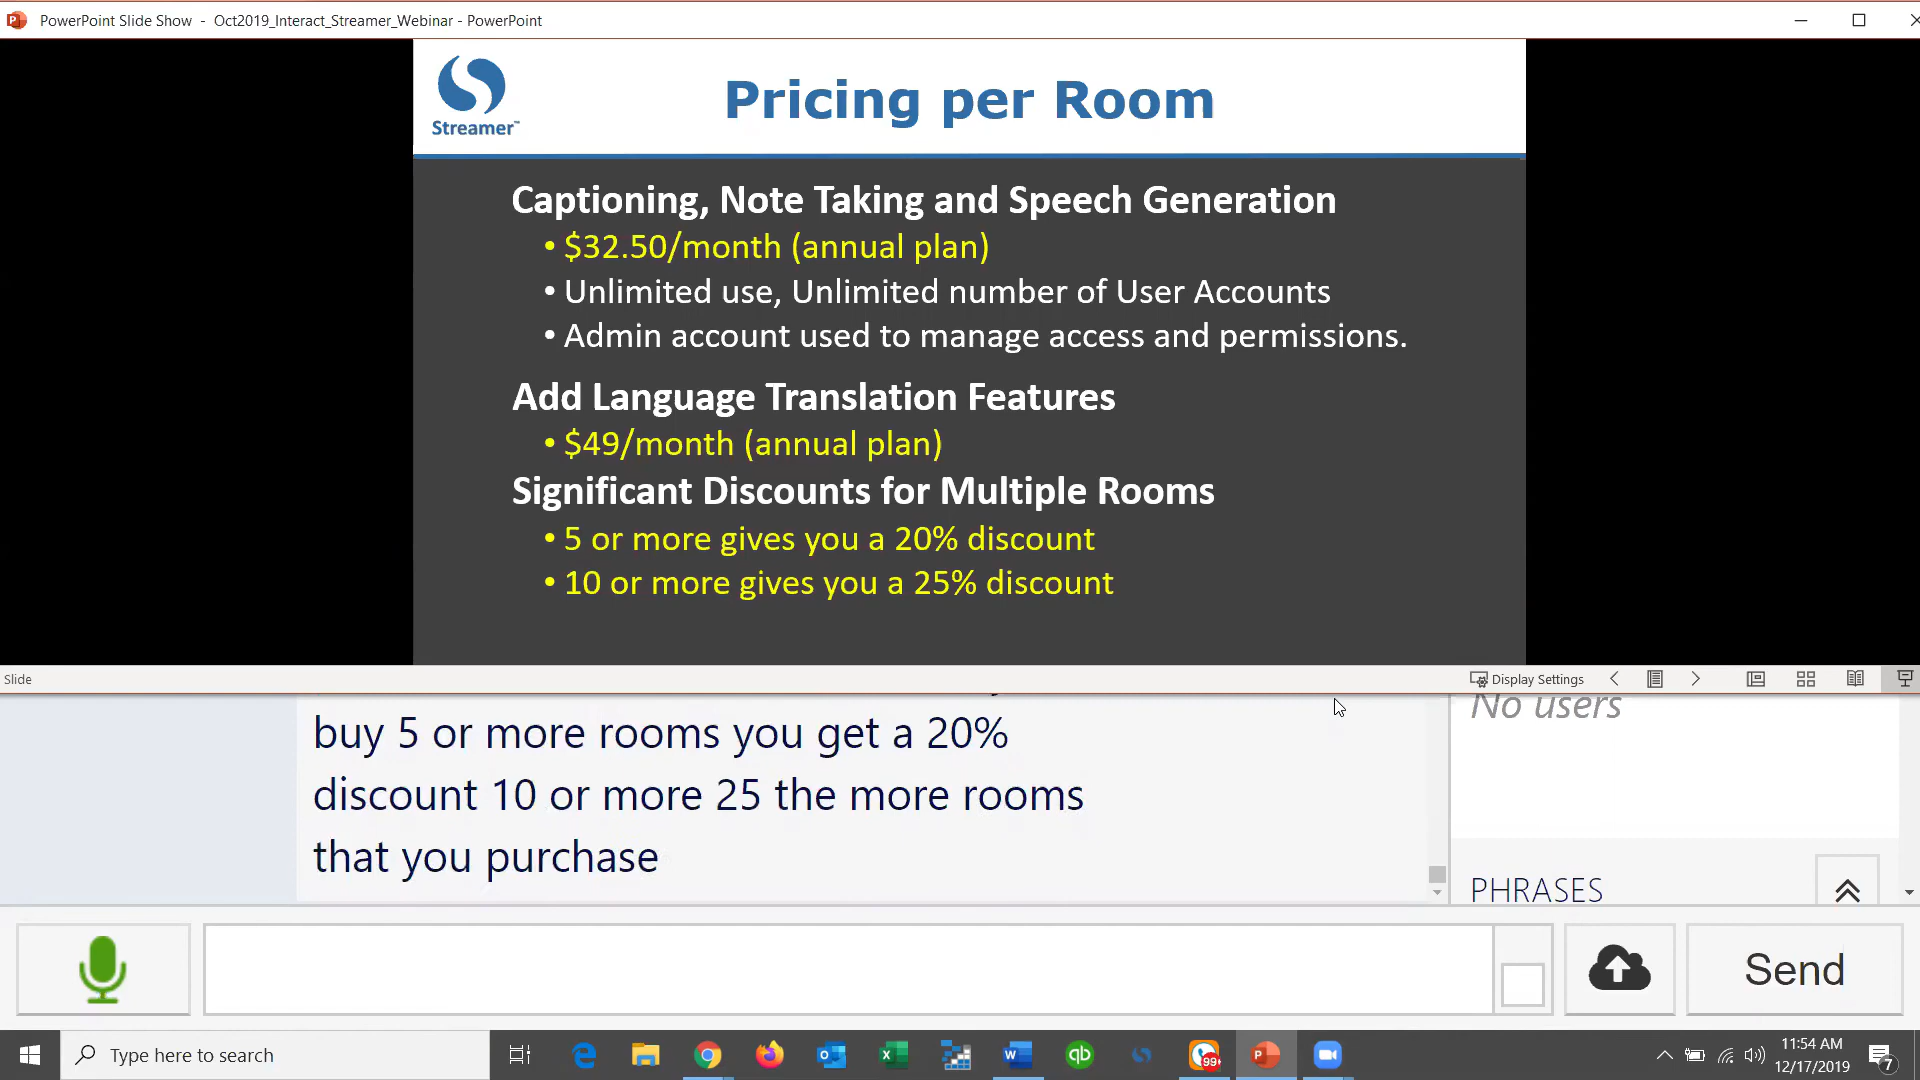 PowerPoint Slide Show - Oct2019_Interact_Streamer_Webinar - PowerPoint
Streamer™
Pricing per Room
Captioning, Note Taking and Speech Generation
• $32.50/month (annual plan)
• Unlimited use, Unlimited number of User Accounts
• Admin account used to manage access and permissions.
Add Language Translation Features
• $49/month (annual plan)
Significant Discounts for Multiple Rooms
• 5 or more gives you a 20% discount
• 10 or more gives you a 25% discount
Slide
Display Settings
No users
buy 5 or more rooms you get a 20%
discount 10 or more 25 the more rooms
that you purchase
PHRASES
Send
Type here to search
qb
99+
11:54 AM
12/17/2019
7